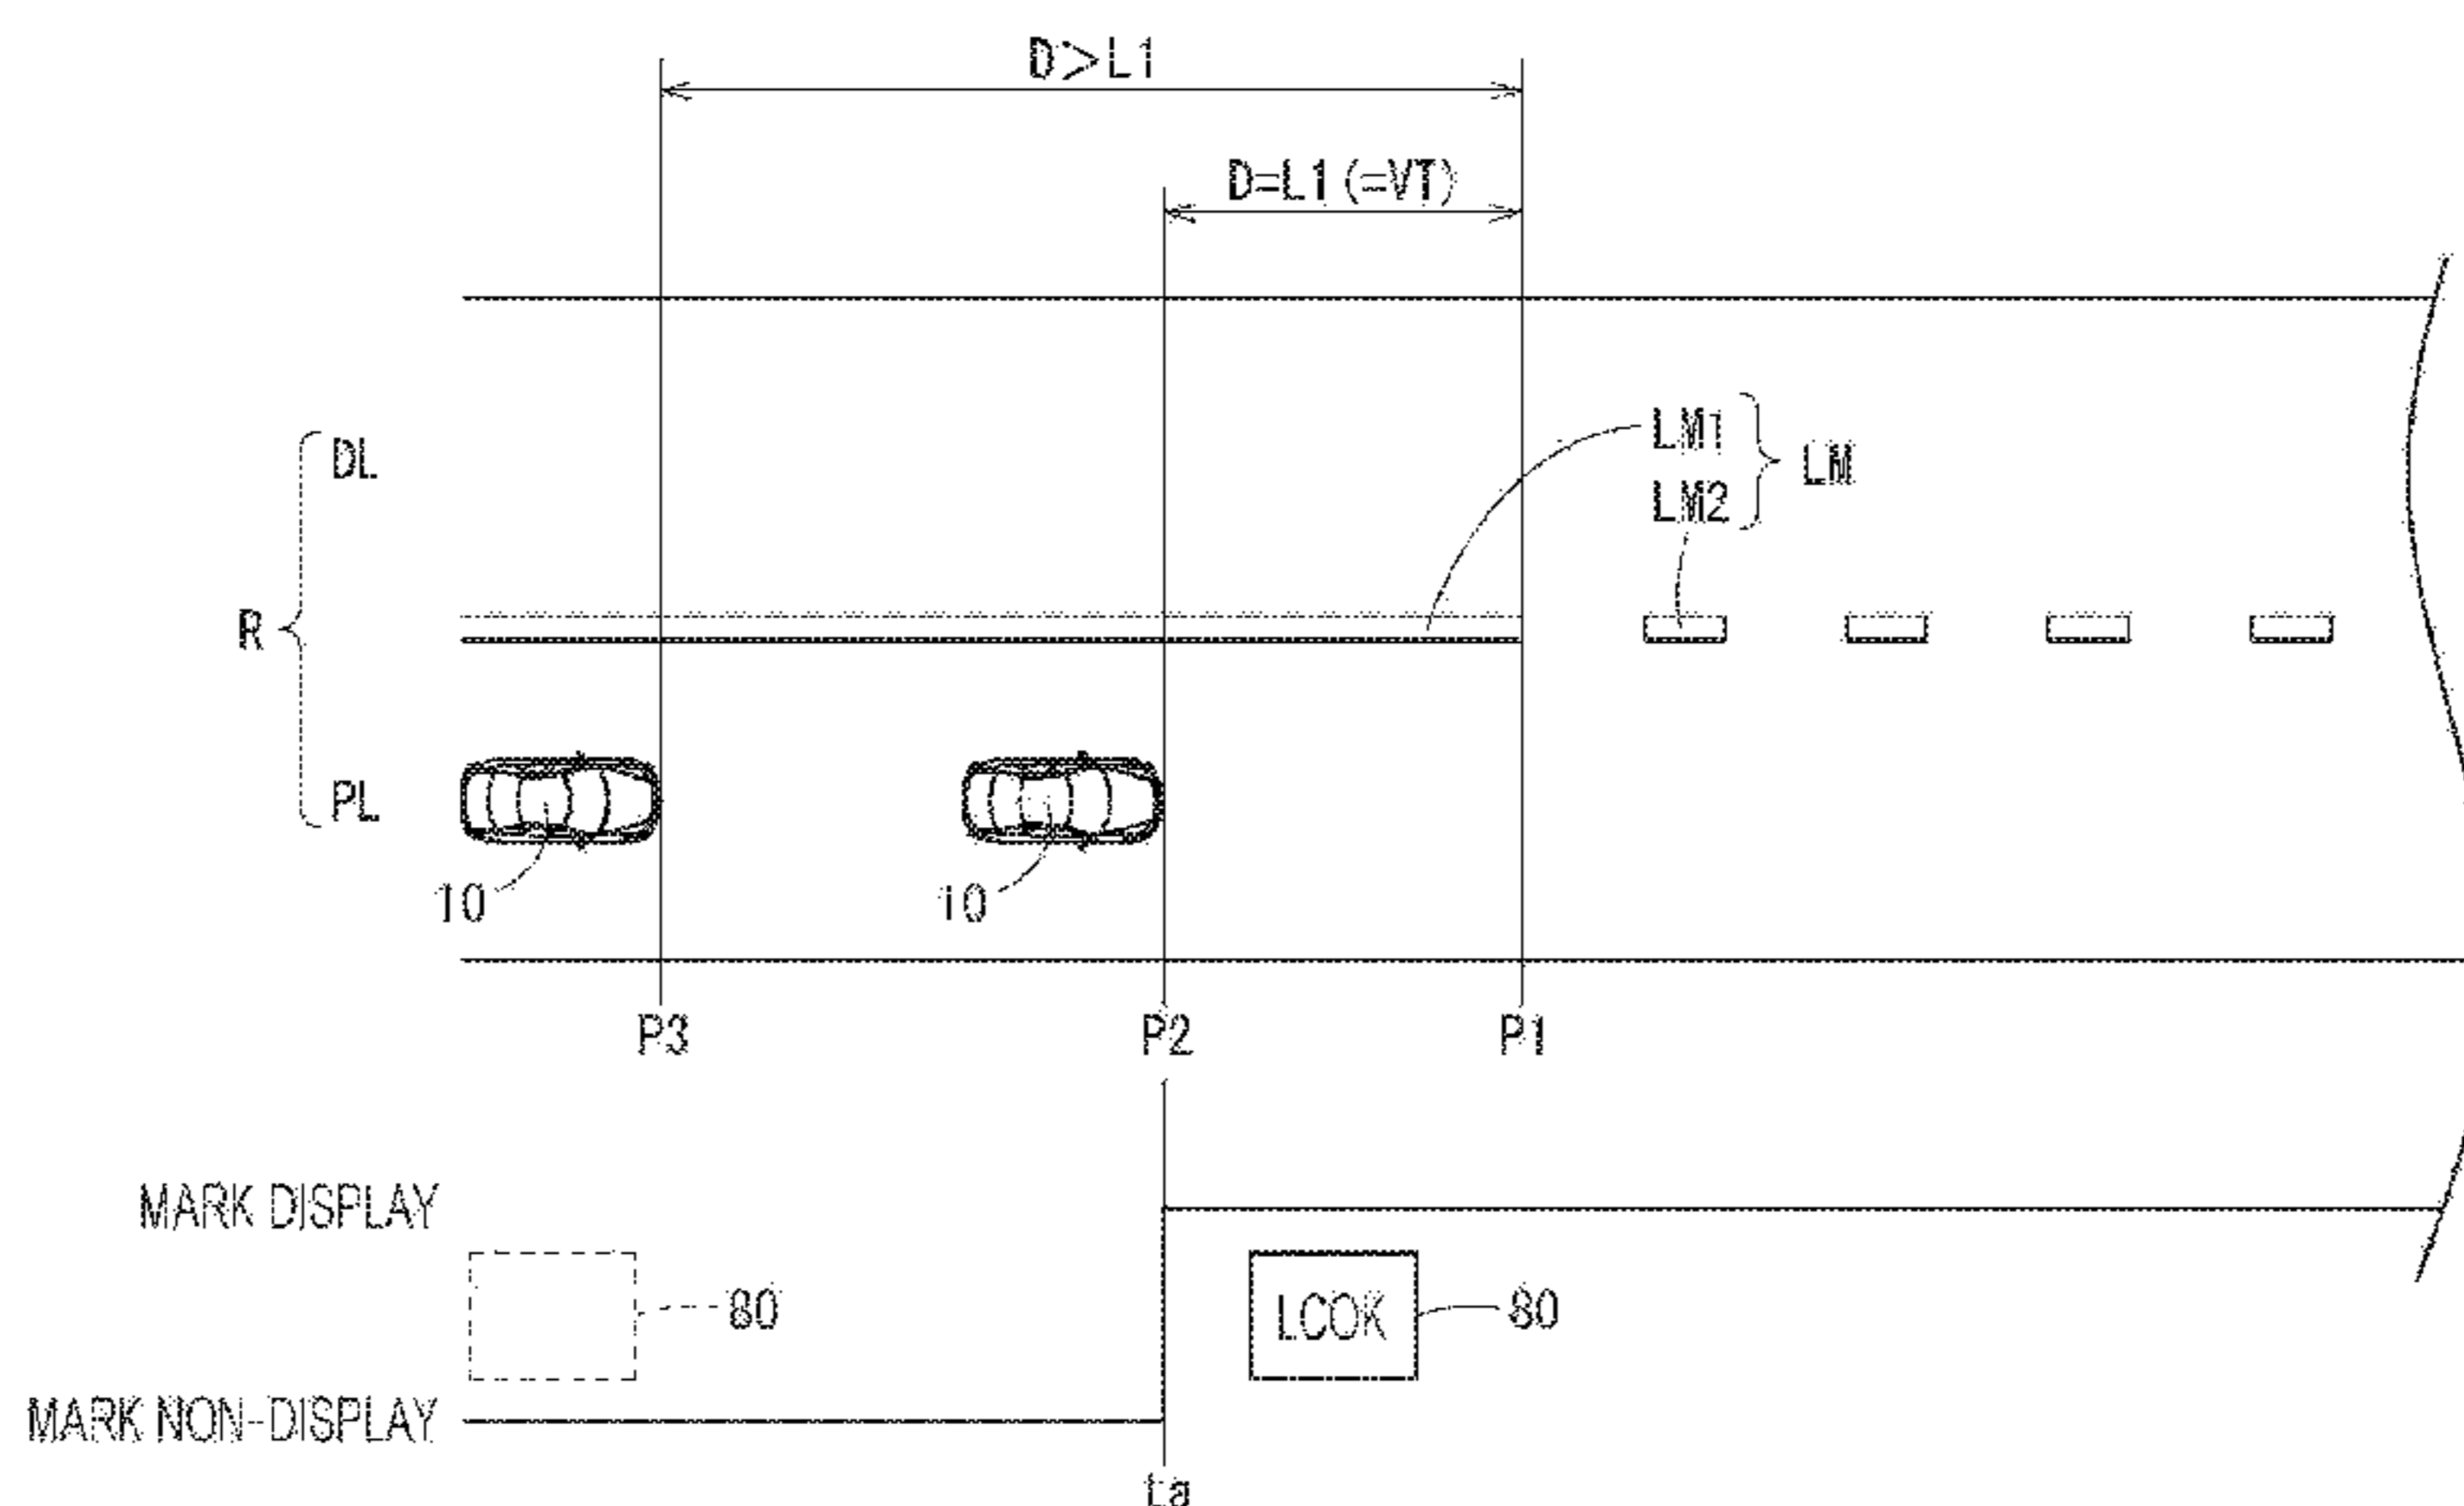 D>L1
D=L1(=VT)
LM1
LM
DL
LM2
R
PL
10
10
P3
P2
P1
MARK DISPLAY
80
LCOK
80
MARK NON-DISPLAY
ta